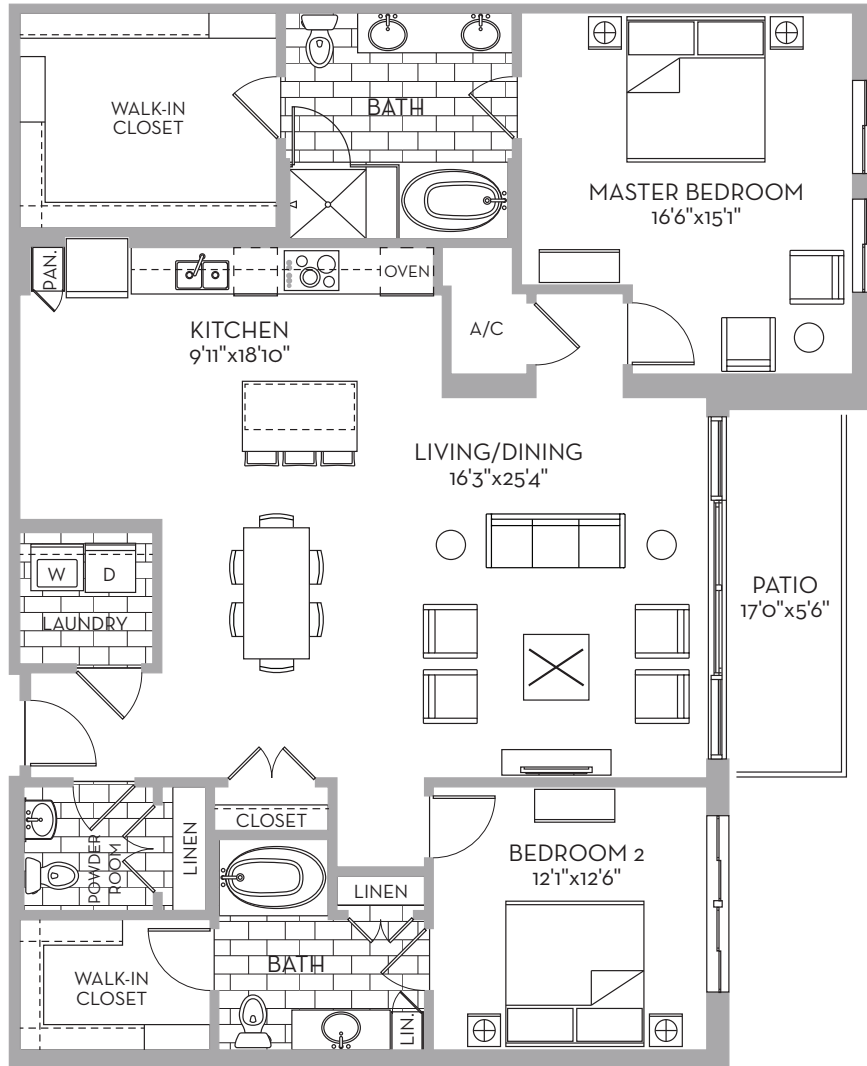 WALK-IN
CLOSET
BATH
MASTER BEDROOM
16'6"x15'1"
PAN.
OVEN
KITCHEN
9'11"x18'10"
A/C
LIVING/DINING
16'3"x25'4"
W
D
LAUNDRY
PATIO
17'0"x5'6"
POWDER
ROOM
LINEN
CLOSET
BEDROOM 2
12'1"x12'6"
LINEN
WALK-IN
CLOSET
BATH
LIN.